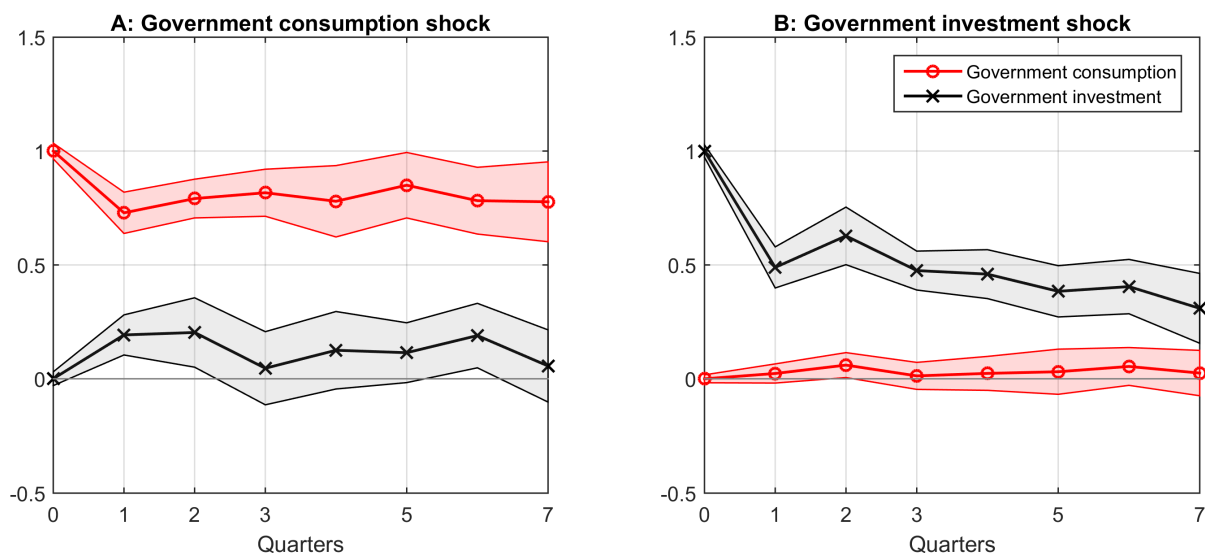 A: Government consumption shock
1.5
1
0.5
0
-0.5
0 1 2 3 5 7
Quarters
B: Government investment shock
Government consumption
Government investment
1.5
1
0.5
0
-0.5
0 1 2 3 5 7
Quarters